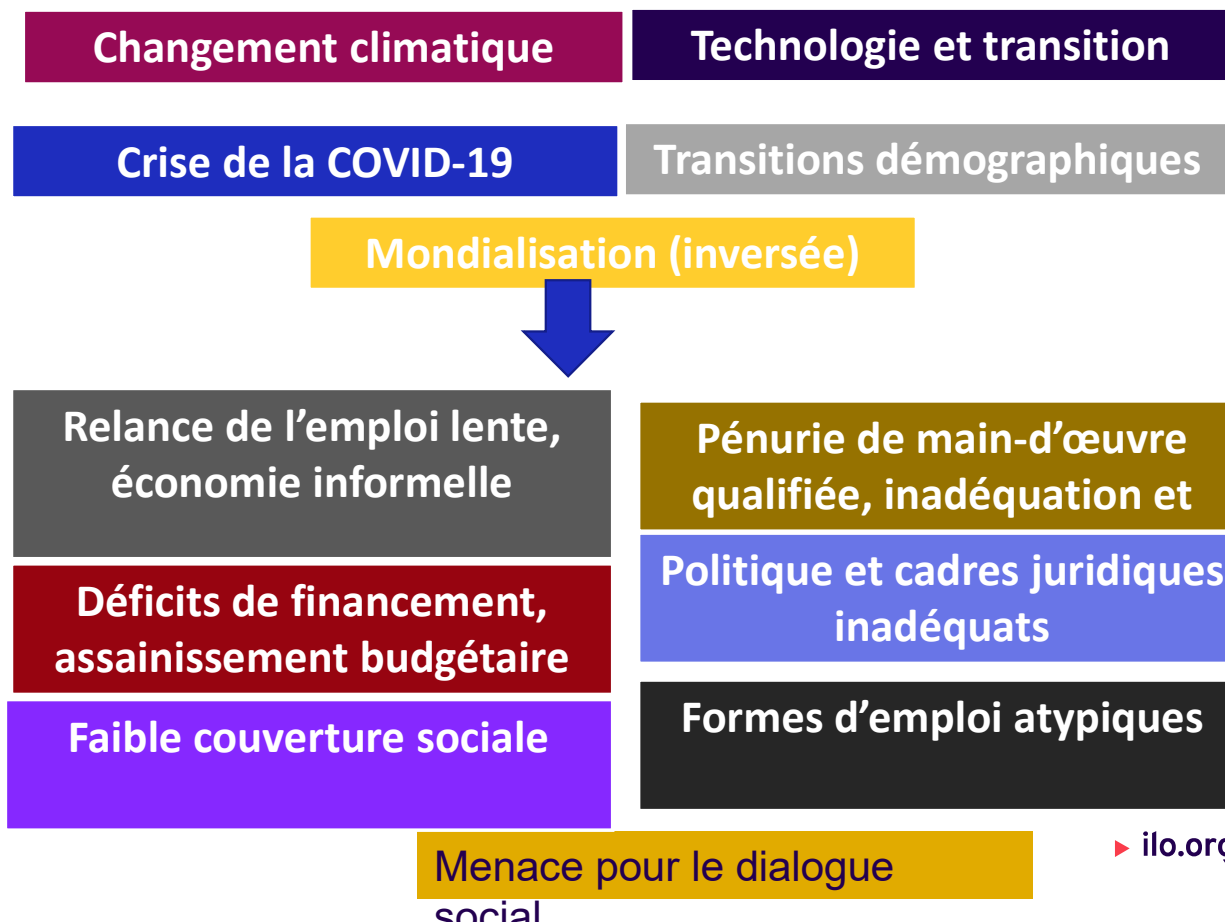 Changement climatique
Technologie et transition
Crise de la COVID-19
Transitions démographiques
Mondialisation (inversée)
Relance de l’emploi lente,
économie informelle
Pénurie de main-d’œuvre
qualifiée, inadéquation et
Déficits de financement,
assainissement budgétaire
Politique et cadres juridiques
inadéquats
Faible couverture sociale
Formes d’emploi atypiques
Menace pour le dialogue
social
ilo.org